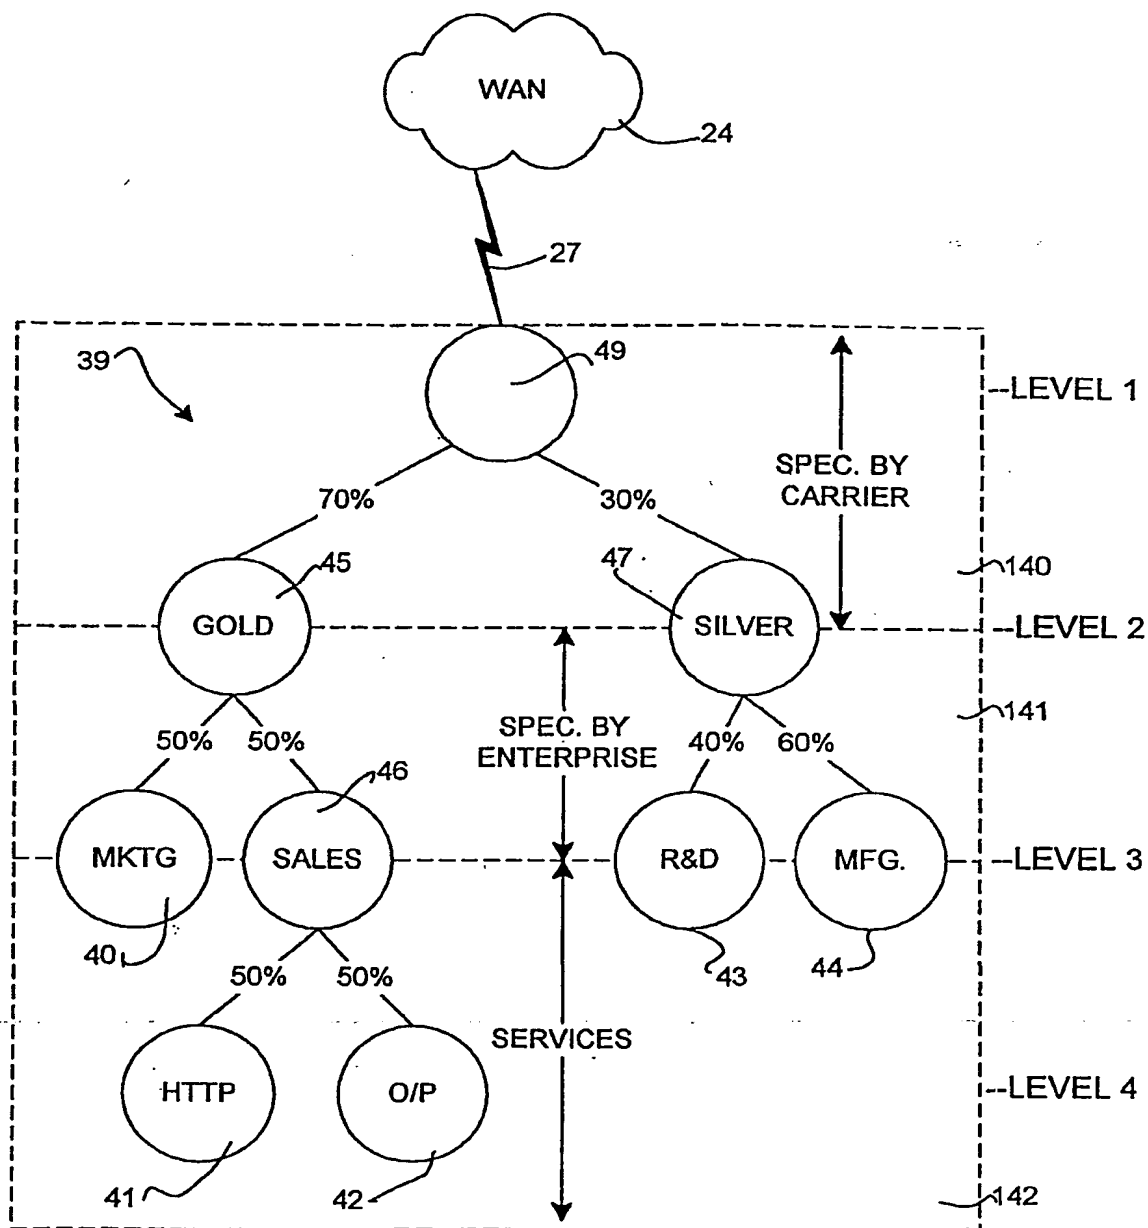 WAN
24
27
39
49
--LEVEL 1
SPEC. BY
CARRIER
70%
30%
45
47
140
GOLD
SILVER
--LEVEL 2
141
SPEC. BY
ENTERPRISE
50%
50%
40%
60%
46
MKTG
SALES
R&D
MFG.
--LEVEL 3
40
43
44
50%
50%
SERVICES
HTTP
O/P
--LEVEL 4
41
42
142